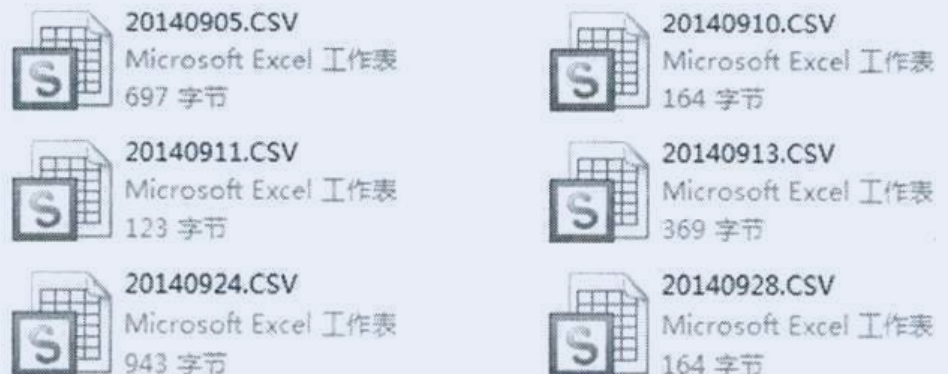 20140905.CSV
Microsoft Excel 工作表
697 字节
20140910.CSV
Microsoft Excel 工作表
164 字节
20140911.CSV
Microsoft Excel 工作表
123 字节
20140913.CSV
Microsoft Excel 工作表
369 字节
20140924.CSV
Microsoft Excel 工作表
943 字节
20140928.CSV
Microsoft Excel 工作表
164 字节